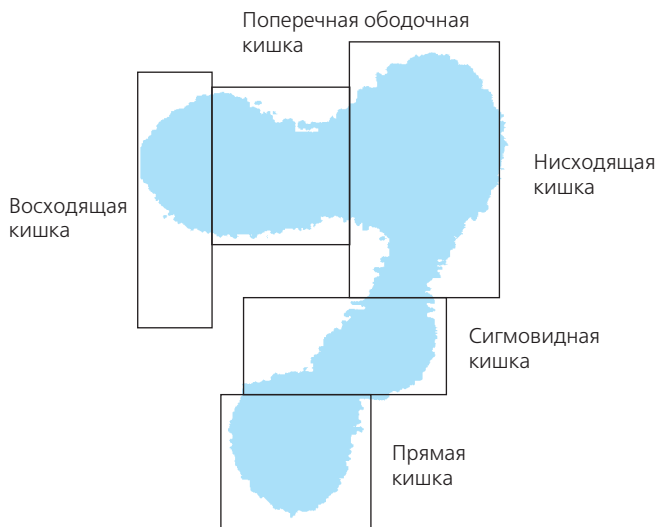 Поперечная ободочная
кишка
Нисходящая
кишка
Восходящая
кишка
Сигмовидная
кишка
Прямая
кишка